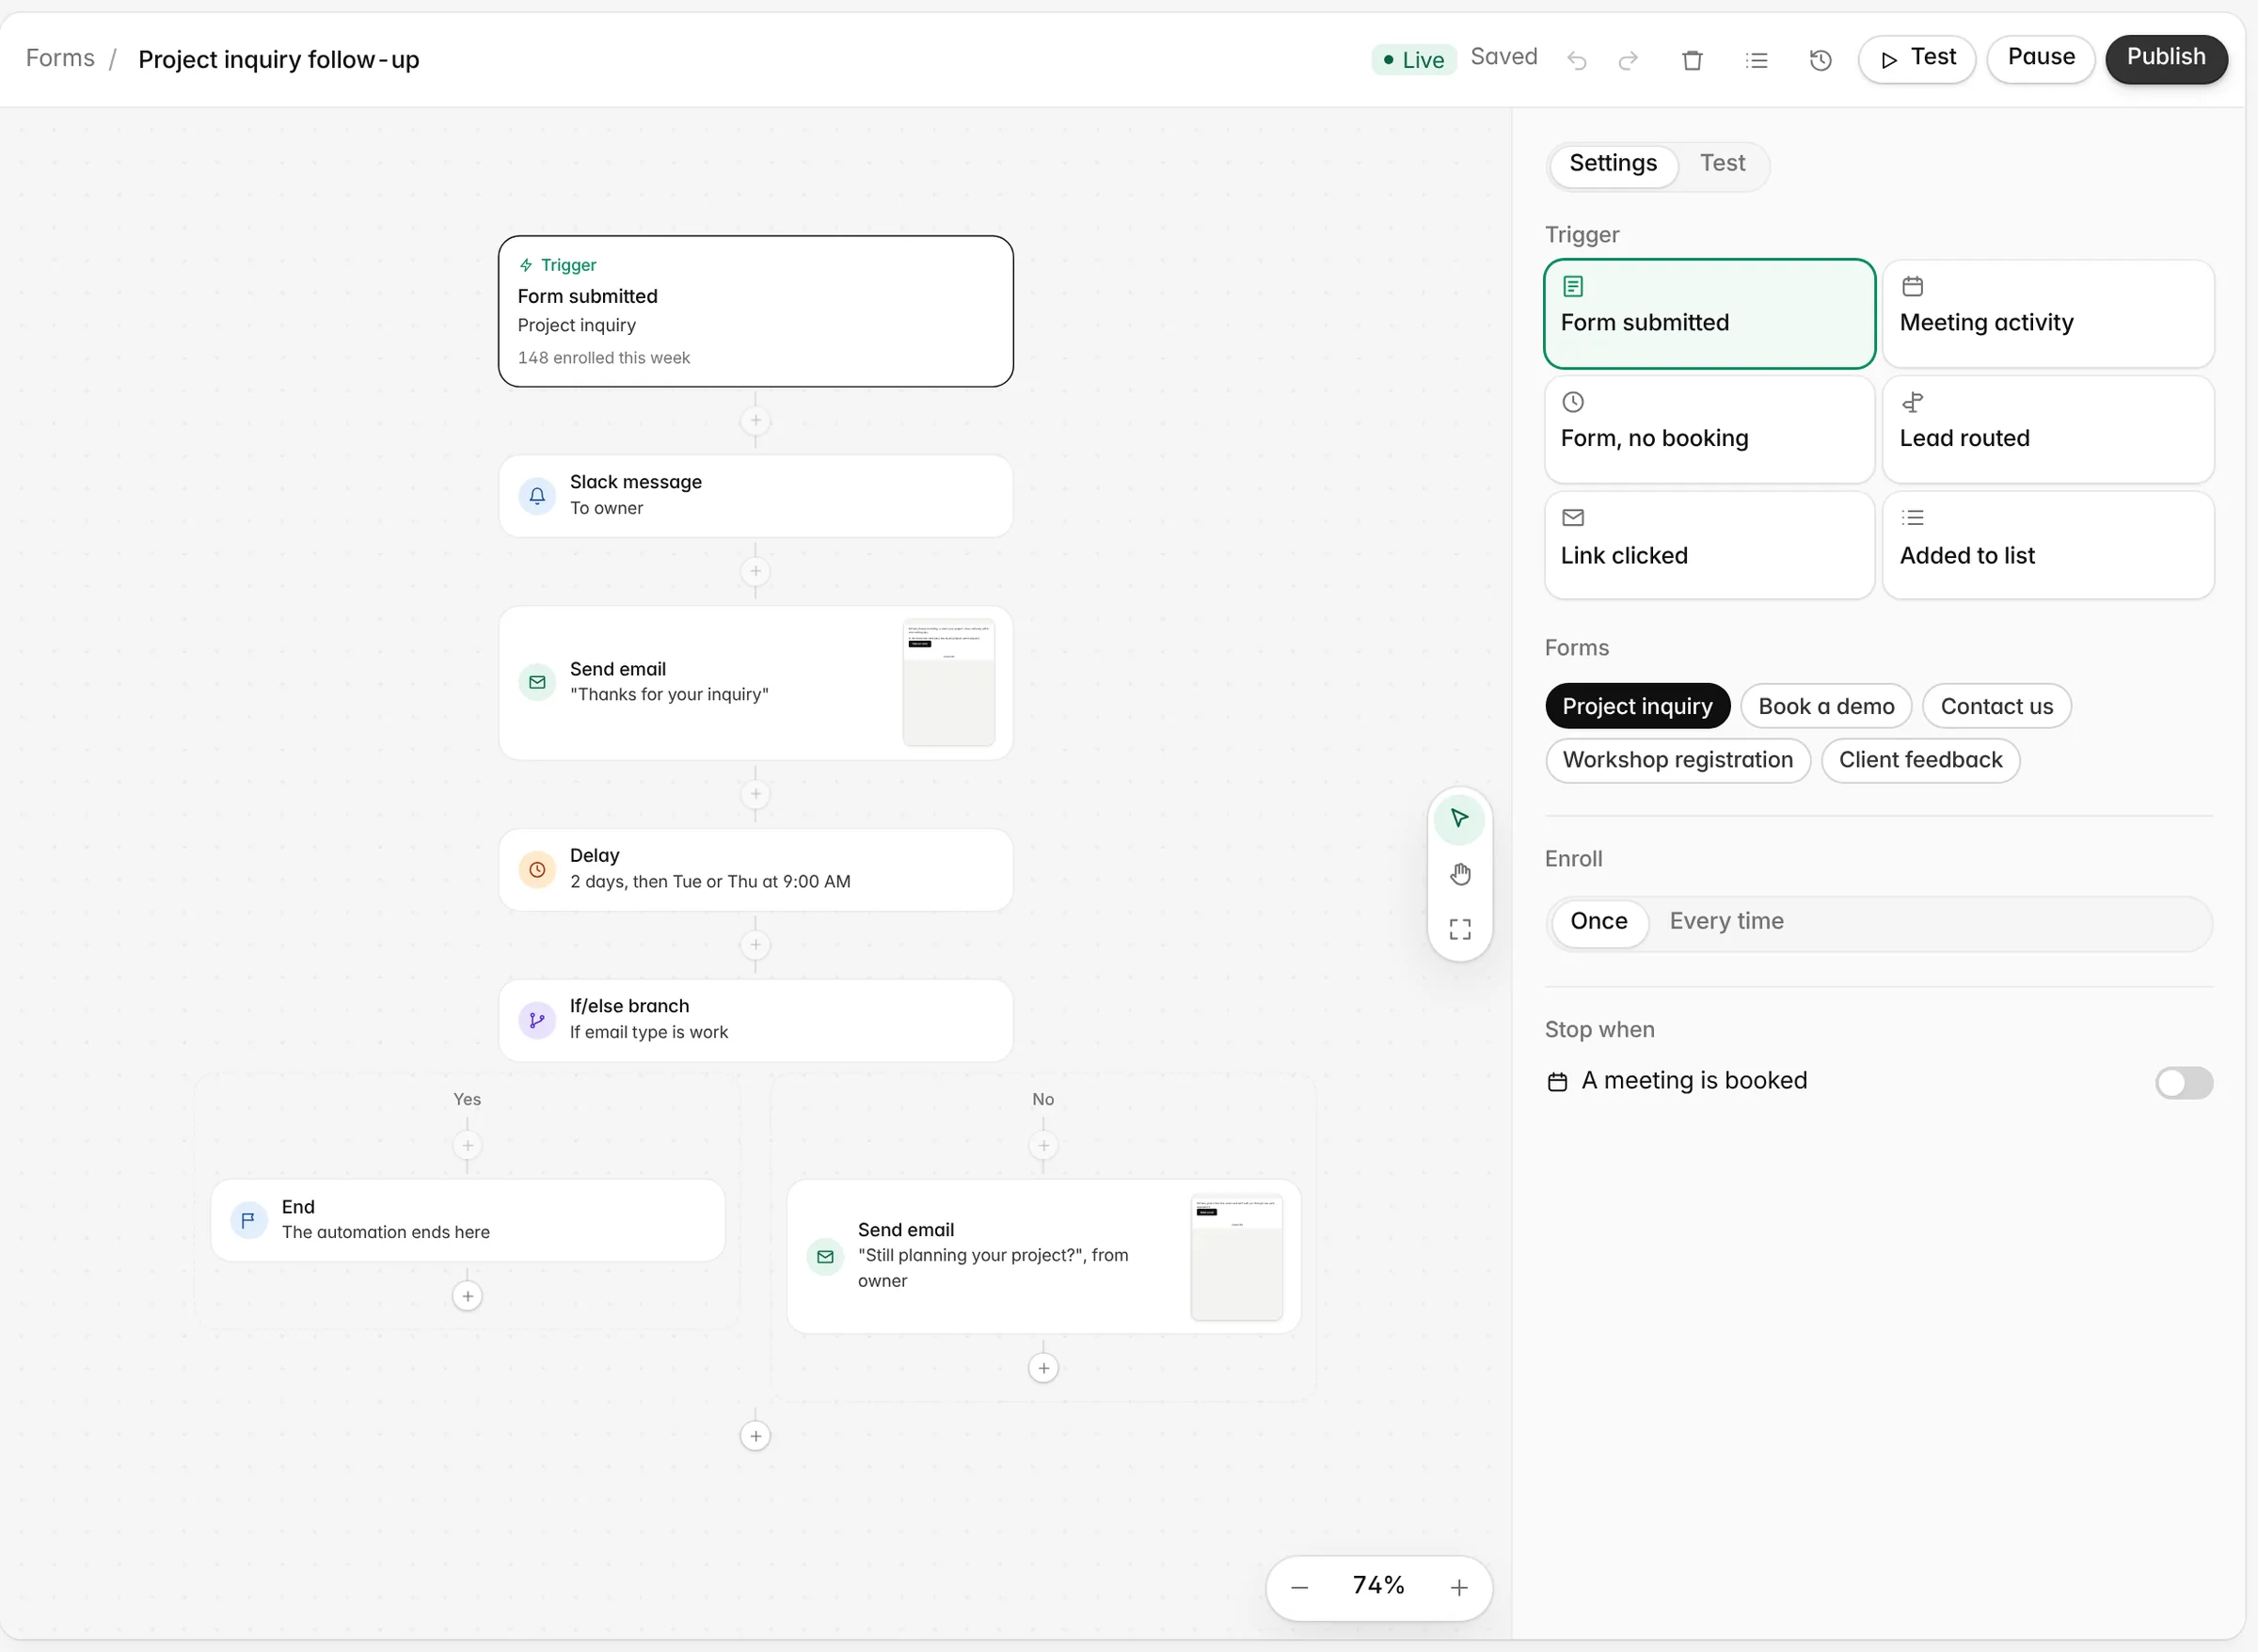 Forms / Project inquiry follow-up
Live Saved Test Pause Publish
Trigger
Form submitted
Project inquiry
148 enrolled this week
Slack message
To owner
Send email
"Thanks for your inquiry"
Delay
2 days, then Tue or Thu at 9:00 AM
If/else branch
If email type is work
Yes
End
The automation ends here
No
Send email
"Still planning your project?", from
owner
74%
Settings Test
Trigger
Form submitted
Meeting activity
Form, no booking
Lead routed
Link clicked
Added to list
Forms
Project inquiry Book a demo Contact us
Workshop registration Client feedback
Enroll
Once Every time
Stop when
A meeting is booked